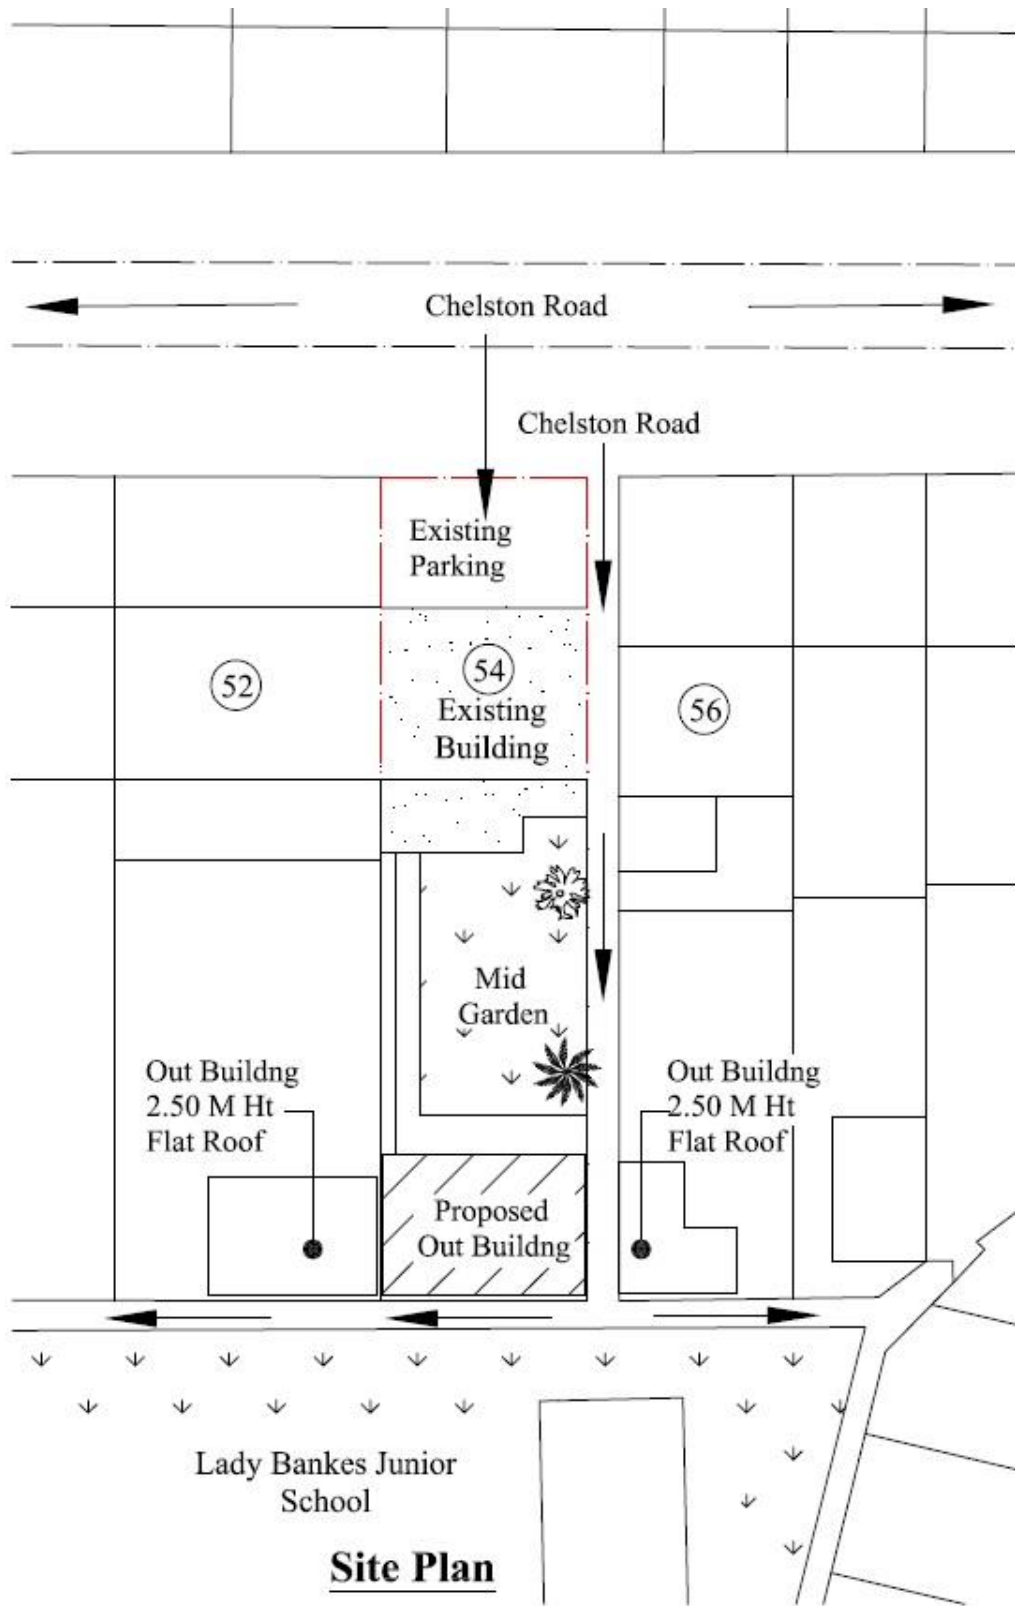 Chelston Road
Chelston Road
Existing
Parking
52
54
Existing
Building
56
Mid
Garden
Out Buildng
2.50 M Ht
Flat Roof
Out Buildng
2.50 M Ht
Flat Roof
Proposed
Out Buildng
Lady Bankes Junior
School
Site Plan